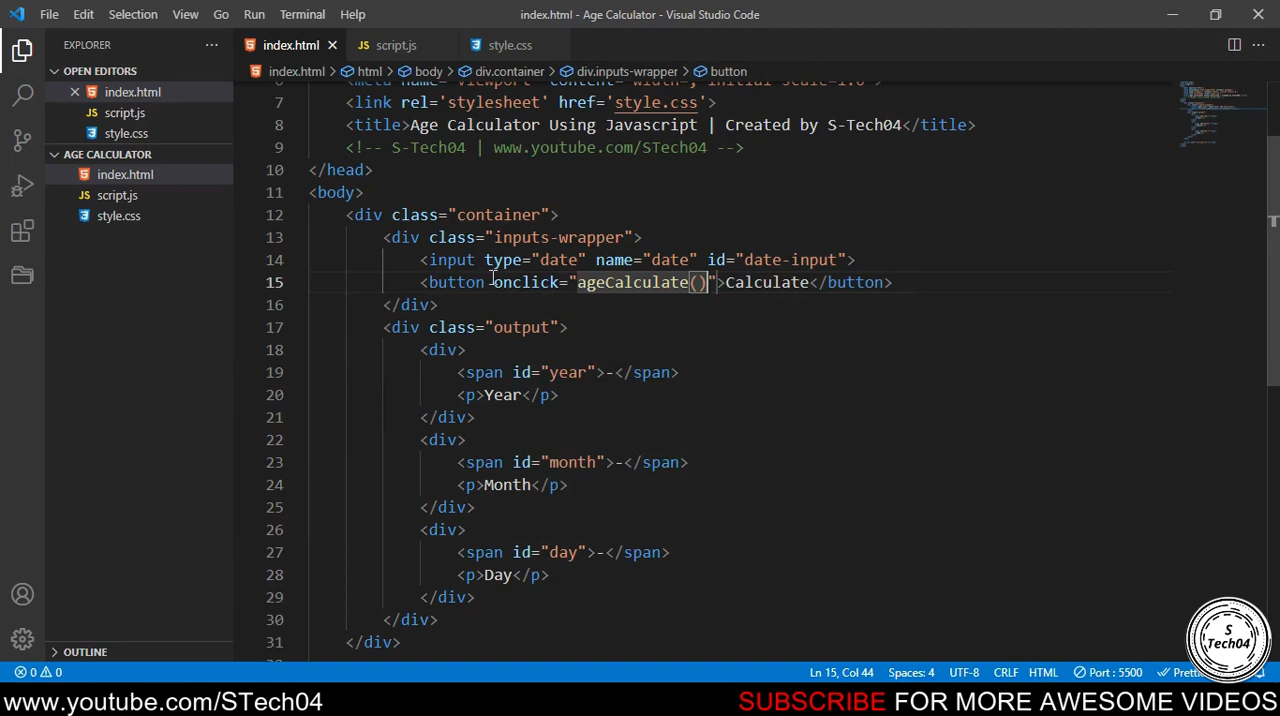 File Edit Selection View Go Run Terminal Help
index.html - Age Calculator - Visual Studio Code
EXPLORER
OPEN EDITORS
index.html
script.js
style.css
AGE CALCULATOR
index.html
script.js
style.css
OUTLINE
index.html script.js style.css
index.html html body div.container div.inputs-wrapper button
7 <link rel='stylesheet' href='style.css'>
8 <title>Age Calculator Using Javascript | Created by S-Tech04</title>
9 <!-- S-Tech04 | www.youtube.com/STech04 -->
10 </head>
11 <body>
12 <div class="container">
13 <div class="inputs-wrapper">
14 <input type="date" name="date" id="date-input">
15 <button onclick="ageCalculate()">Calculate</button>
16 </div>
17 <div class="output">
18 <div>
19 <span id="year">-</span>
20 <p>Year</p>
21 </div>
22 <div>
23 <span id="month">-</span>
24 <p>Month</p>
25 </div>
26 <div>
27 <span id="day">-</span>
28 <p>Day</p>
29 </div>
30 </div>
31 </div>
S
Tech04
0 0
Ln 15, Col 44 Spaces: 4 UTF-8 CRLF HTML Port : 5500
www.youtube.com/STech04 SUBSCRIBE FOR MORE AWESOME VIDEOS